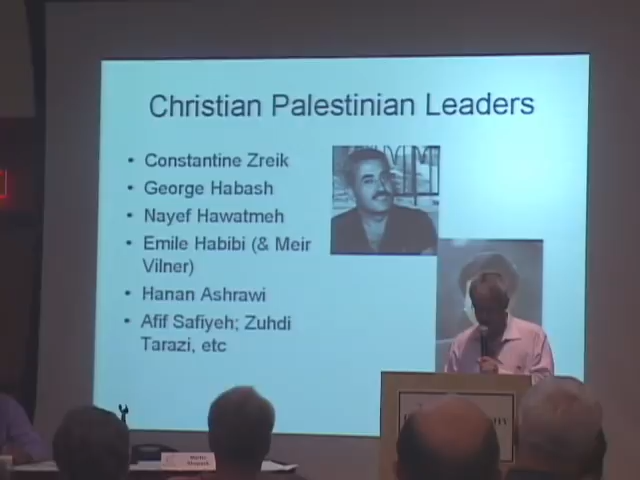 Christian Palestinian Leaders
• Constantine Zreik
• George Habash
• Nayef Hawatmeh
• Emile Habibi (& Meir
Vilner)
• Hanan Ashrawi
• Afif Safiyeh; Zuhdi
Tarazi, etc